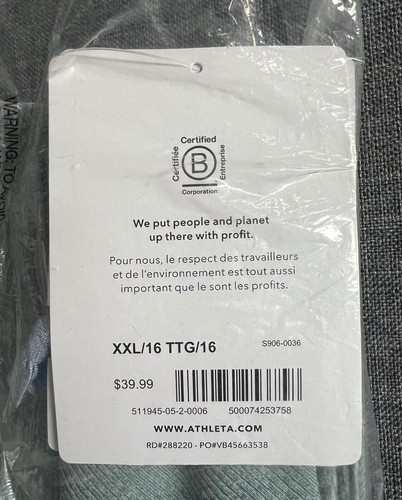 WARNING: TO
Certified
Certifiée
B
Entreprise
Corporation
We put people and planet
up there with profit.
Pour nous, le respect des travailleurs
et de l'environnement est tout aussi
important que le sont les profits.
XXL/16 TTG/16
S906-0036
$39.99
511945-05-2-0006 500074253758
WWW.ATHLETA.COM
RD#288220 - PO#VB45663538